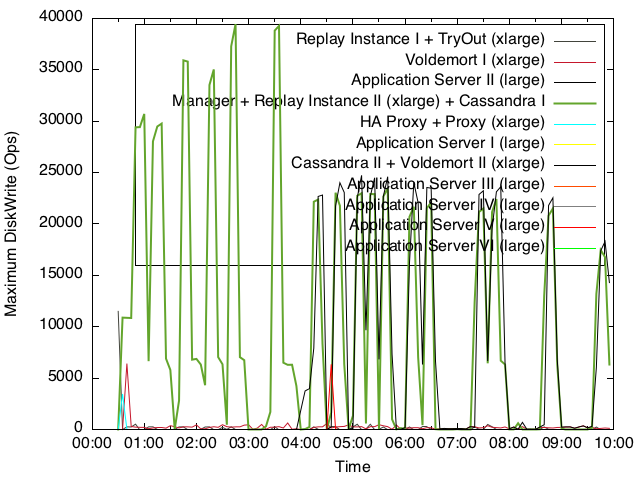 40000
35000
30000
25000
20000
15000
10000
5000
0
Maximum DiskWrite (Ops)
Replay Instance I + TryOut (xlarge)
Voldemort I (xlarge)
Application Server II (large)
Manager + Replay Instance II (xlarge) + Cassandra I
HA Proxy + Proxy (xlarge)
Application Server I (large)
Cassandra II + Voldemort II (xlarge)
Application Server III (large)
Application Server IV (large)
Application Server V (large)
Application Server VI (large)
00:00 01:00 02:00 03:00 04:00 05:00 06:00 07:00 08:00 09:00 10:00
Time